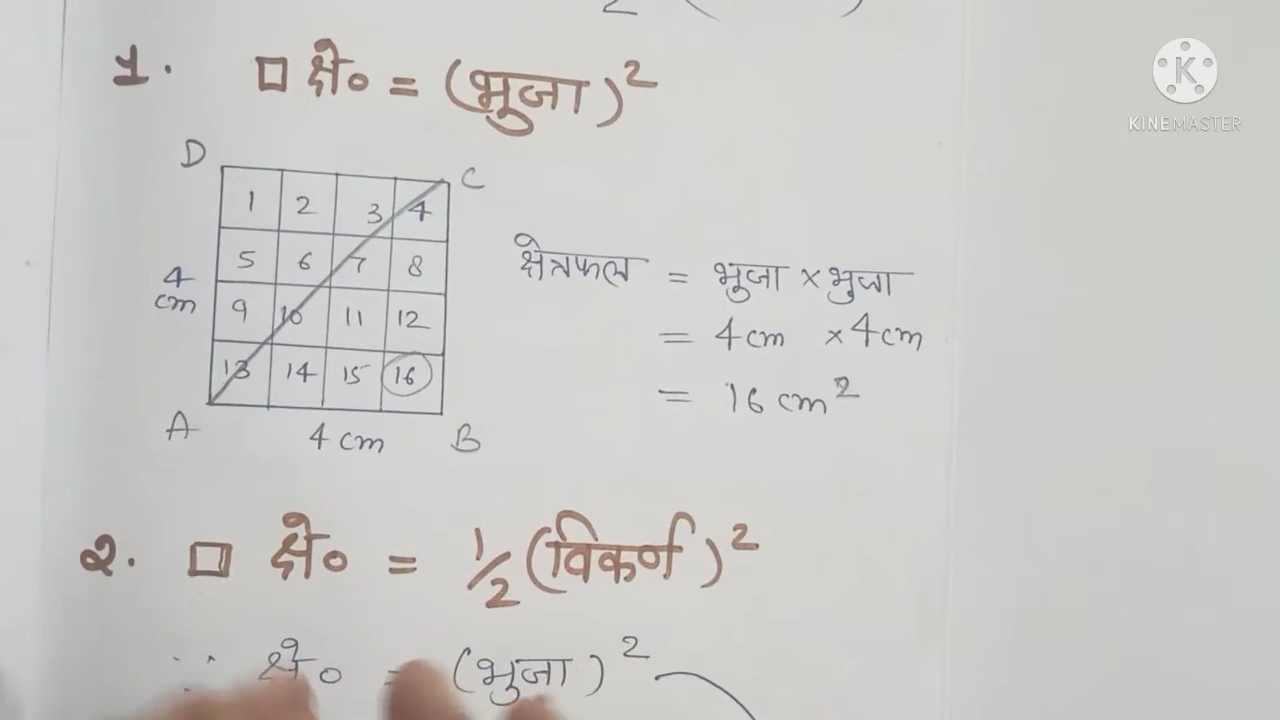 2
1. □ क्षे० = (भुजा)²
KINEMASTER
D C
1 2 3 4
5 6 7 8
9 10 11 12
13 14 15 16
4 cm
A 4 cm B
क्षेत्रफल = भुजा × भुजा
= 4cm × 4cm
= 16 cm²
२. □ क्षे० = 1/2 (विकर्ण)²
∵ क्षे० = (भुजा)²